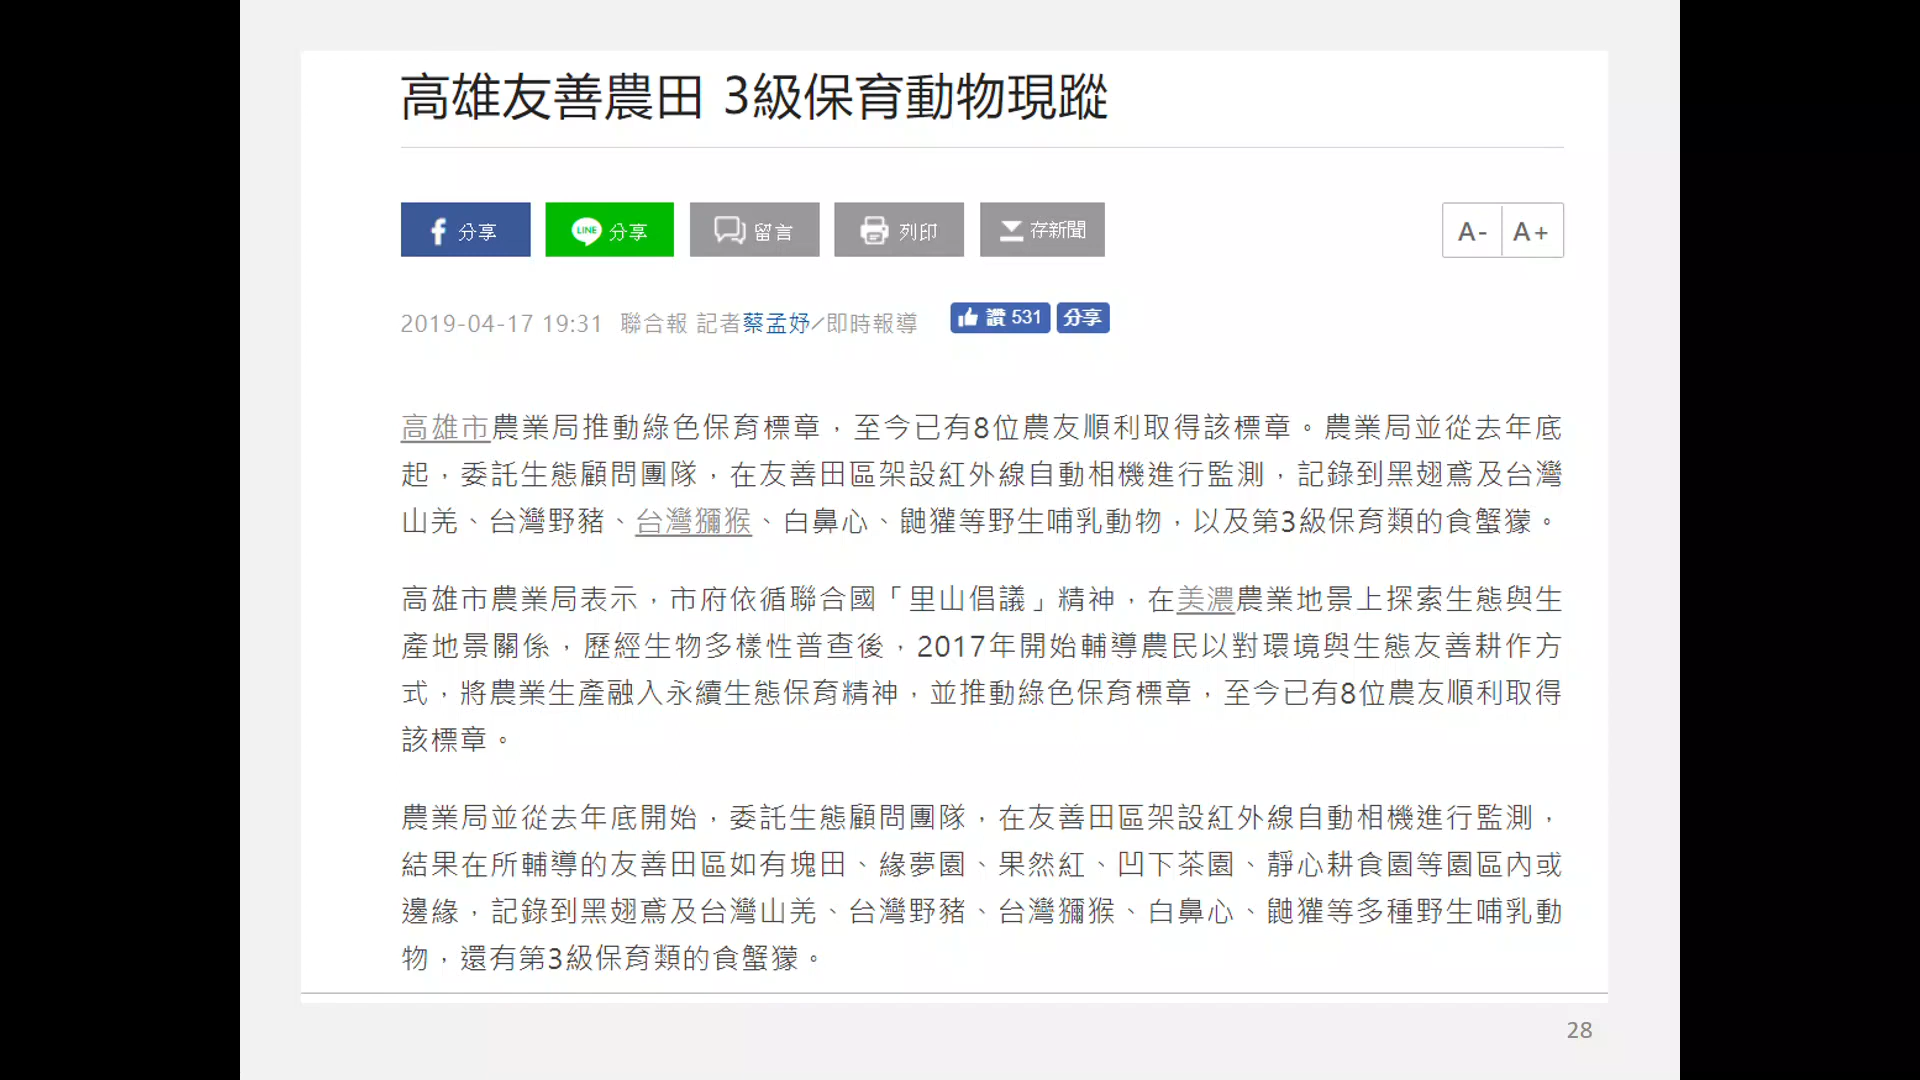 高雄友善農田 3級保育動物現蹤
分享 LINE 分享 留言 列印 存新聞 A- A+
2019-04-17 19:31 聯合報 記者蔡孟妤╱即時報導 讚 531 分享
高雄市農業局推動綠色保育標章，至今已有8位農友順利取得該標章。農業局並從去年底
起，委託生態顧問團隊，在友善田區架設紅外線自動相機進行監測，記錄到黑翅鳶及台灣
山羌、台灣野豬、台灣獼猴、白鼻心、鼬獾等野生哺乳動物，以及第3級保育類的食蟹獴。
高雄市農業局表示，市府依循聯合國「里山倡議」精神，在美濃農業地景上探索生態與生
產地景關係，歷經生物多樣性普查後，2017年開始輔導農民以對環境與生態友善耕作方
式，將農業生產融入永續生態保育精神，並推動綠色保育標章，至今已有8位農友順利取得
該標章。
農業局並從去年底開始，委託生態顧問團隊，在友善田區架設紅外線自動相機進行監測，
結果在所輔導的友善田區如有塊田、緣夢園、果然紅、凹下茶園、靜心耕食園等園區內或
邊緣，記錄到黑翅鳶及台灣山羌、台灣野豬、台灣獼猴、白鼻心、鼬獾等多種野生哺乳動
物，還有第3級保育類的食蟹獴。
28